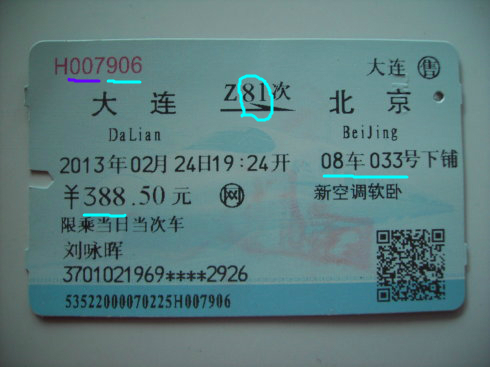 H007906 大连 售
大连 Z81次 北京
DaLian BeiJing
2013年02月24日19:24开 08车033号下铺
￥388.50元 网 新空调软卧
限乘当日当次车
刘咏晖
3701021969****2926
53522000070225H007906